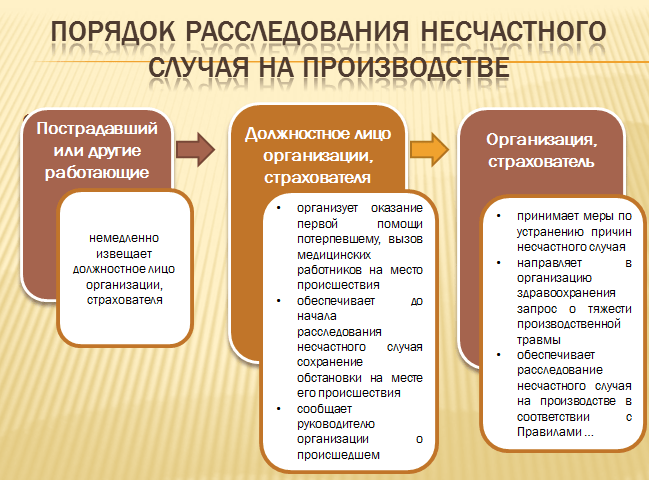 ПОРЯДОК РАССЛЕДОВАНИЯ НЕСЧАСТНОГО
СЛУЧАЯ НА ПРОИЗВОДСТВЕ
Пострадавший
или другие
работающие
немедленно
извещает
должностное лицо
организации,
страхователя
Должностное лицо
организации,
страхователя
• организует оказание
первой помощи
потерпевшему, вызов
медицинских
работников на место
происшествия
• обеспечивает до
начала
расследования
несчастного случая
сохранение
обстановки на месте
его происшествия
• сообщает
руководителю
организации о
происшедшем
Организация,
страхователь
• принимает меры по
устранению причин
несчастного случая
• направляет в
организацию
здравоохранения
запрос о тяжести
производственной
травмы
• обеспечивает
расследование
несчастного случая
на производстве в
соответствии с
Правилами ...